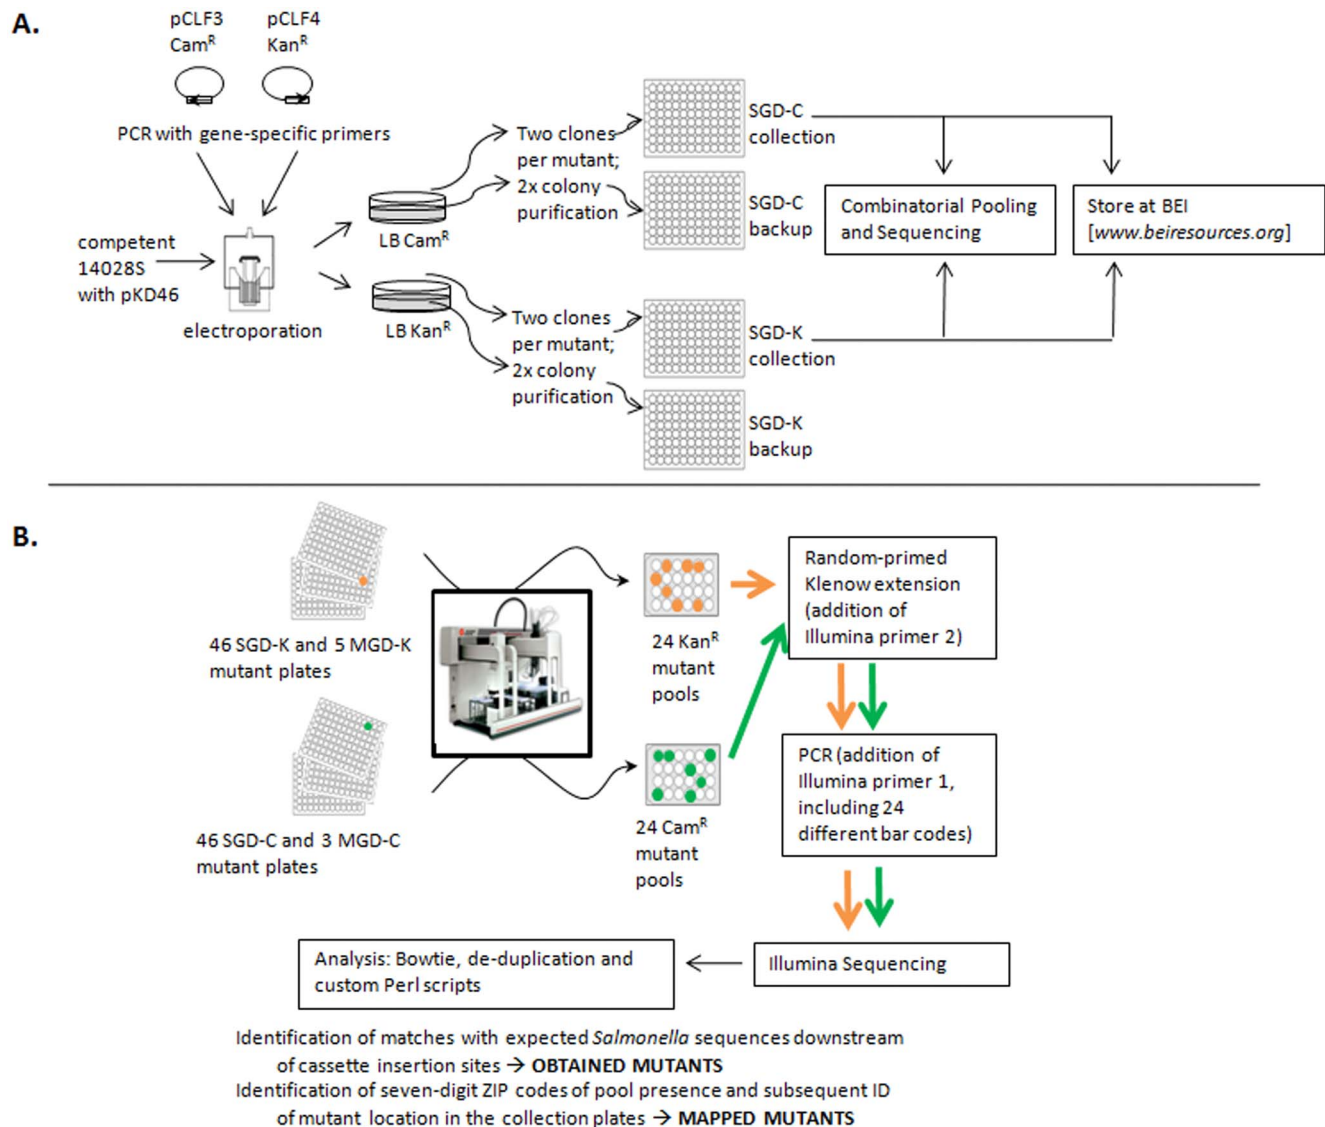 A.
pCLF3
Cam^R
pCLF4
Kan^R
PCR with gene-specific primers
competent
14028S
with pKD46
electroporation
LB Cam^R
LB Kan^R
Two clones
per mutant;
2x colony
purification
SGD-C
collection
SGD-C
backup
Two clones
per mutant;
2x colony
purification
SGD-K
collection
SGD-K
backup
Combinatorial Pooling
and Sequencing
Store at BEI
[www.beiresources.org]
B.
46 SGD-K and 5 MGD-K
mutant plates
46 SGD-C and 3 MGD-C
mutant plates
24 Kan^R
mutant
pools
24 Cam^R
mutant
pools
Random-primed
Klenow extension
(addition of
Illumina primer 2)
PCR (addition of
Illumina primer 1,
including 24
different bar codes)
Illumina Sequencing
Analysis: Bowtie, de-duplication and
custom Perl scripts
Identification of matches with expected Salmonella sequences downstream
of cassette insertion sites → OBTAINED MUTANTS
Identification of seven-digit ZIP codes of pool presence and subsequent ID
of mutant location in the collection plates → MAPPED MUTANTS